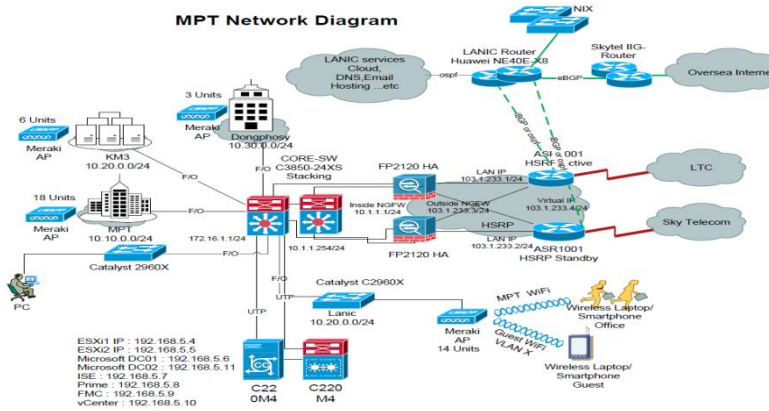 MPT Network Diagram
NIX
LANIC Router
Huawei NE40E-X8
Skytel IIG-
Router
LANIC services
Cloud,
DNS,Email
Hosting ...etc
ospf
eBGP
Oversea Internet
3 Units
Meraki
AP
Dongphosy
10.30.0.0/24
6 Units
Meraki
AP
KM3
10.20.0.0/24
F/O
F/O
BGP or ospf
BGP or ospf
CORE-SW
C3850-24XS
Stacking
FP2120 HA
ASR1001
HSRP Active
LTC
LAN IP
103.1.233.1/24
18 Units
Meraki
AP
MPT
10.10.0.0/24
F/O
Inside NGFW
10.1.1.1/24
Outside NGFW
103.1.233.3/24
Virtual IP
103.1.233.4/24
Sky Telecom
172.16.1.1/24
10.1.1.254/24
HSRP
LAN IP
103.1.233.2/24
FP2120 HA
ASR1001
HSRP Standby
F/O
Catalyst 2960X
PC
F/O
UTP
UTP
Catalyst C2960X
Lanic
10.20.0.0/24
Meraki
AP
14 Units
MPT WiFi
Guest WiFi
VLAN X
Wireless Laptop/
Smartphone
Office
Wireless Laptop/
Smartphone
Guest
ESXi1 IP : 192.168.5.4
ESXi2 IP : 192.168.5.5
Microsoft DC01 : 192.168.5.6
Microsoft DC02 : 192.168.5.11
ISE : 192.168.5.7
Prime : 192.168.5.8
FMC : 192.168.5.9
vCenter : 192.168.5.10
C22
0M4
C220
M4